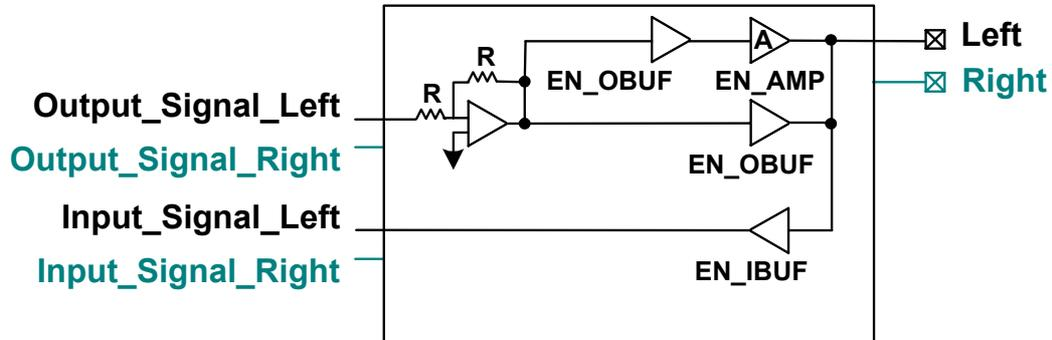 Left
R
EN_OBUF
A
EN_AMP
Right
R
Output_Signal_Left
Output_Signal_Right
EN_OBUF
Input_Signal_Left
Input_Signal_Right
EN_IBUF